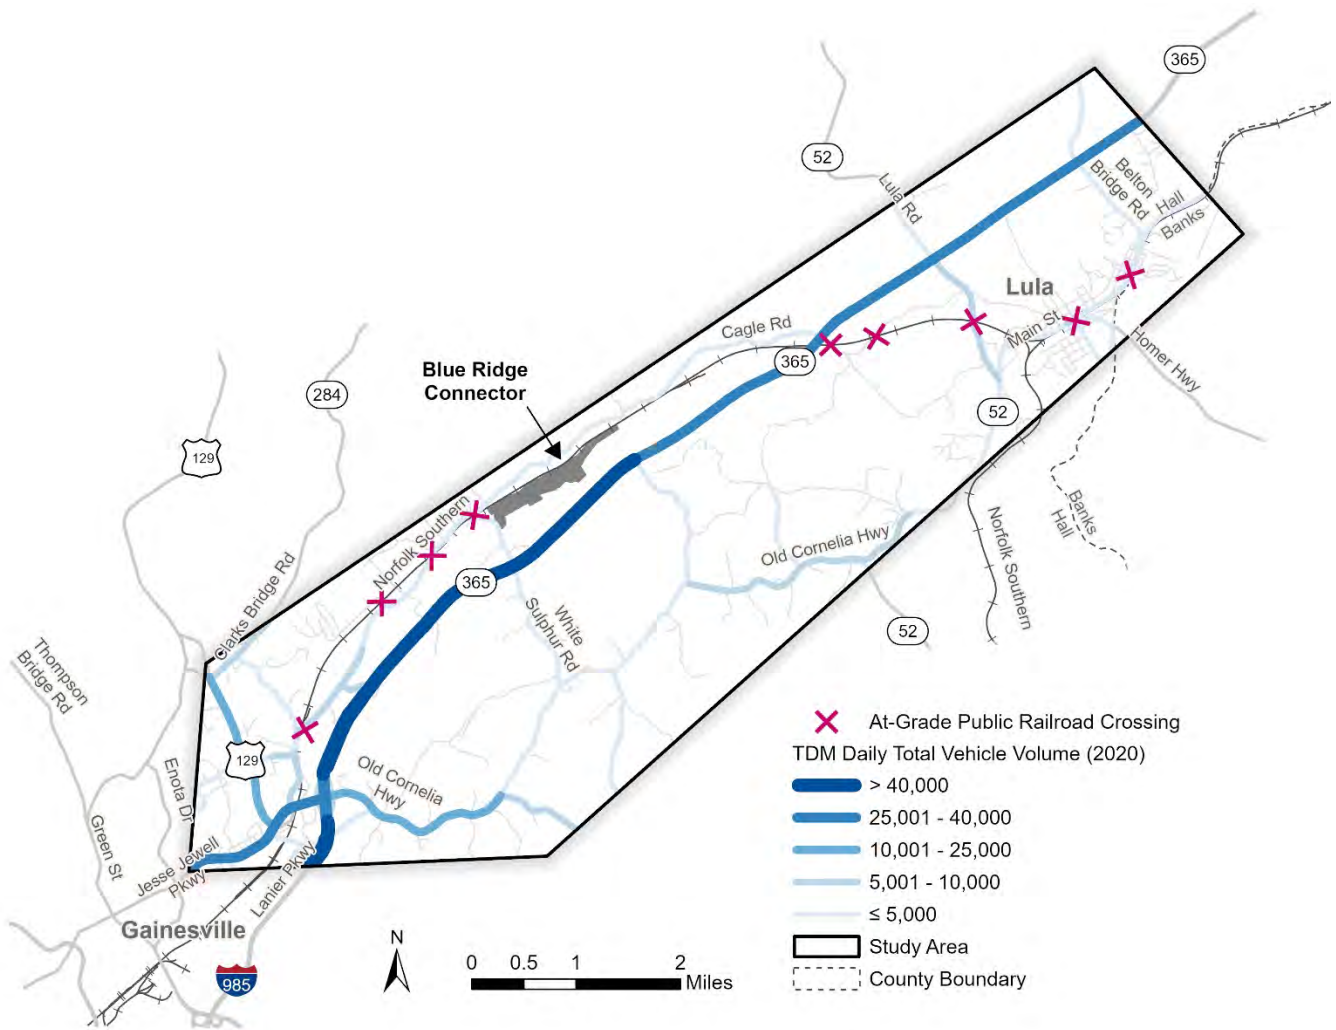 365
52
Lula Rd
Belton
Bridge Rd
Hall
Banks
Lula
Cagle Rd
Main St
365
Homer Hwy
Blue Ridge
Connector
284
129
52
Norfolk Southern
Banks
Hall
Old Cornelia Hwy
Norfolk Southern
365
Clarks Bridge Rd
White
Sulphur Rd
52
Thompson
Bridge Rd
129
Enota Dr
Old Cornelia
Hwy
Green St
Jesse Jewell
Pkwy
Lanier Pkwy
Gainesville
985
N
0 0.5 1 2
Miles
At-Grade Public Railroad Crossing
TDM Daily Total Vehicle Volume (2020)
> 40,000
25,001 - 40,000
10,001 - 25,000
5,001 - 10,000
≤ 5,000
Study Area
County Boundary